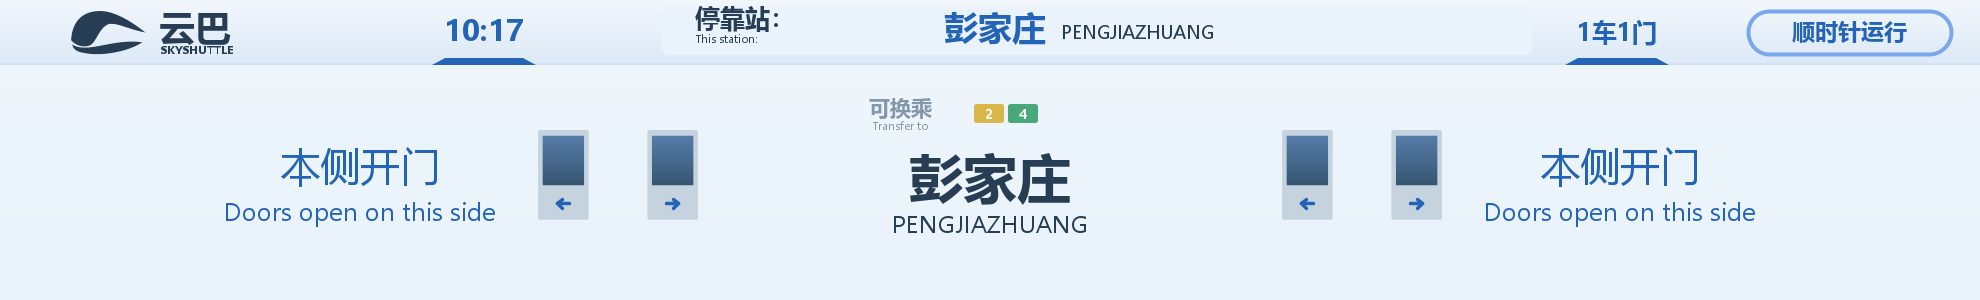 云巴
SKYSHUTTLE
10:17
停靠站：
This station:
彭家庄 PENGJIAZHUANG
1车1门
顺时针运行
可换乘
Transfer to
2 4
本侧开门
Doors open on this side
彭家庄
PENGJIAZHUANG
本侧开门
Doors open on this side